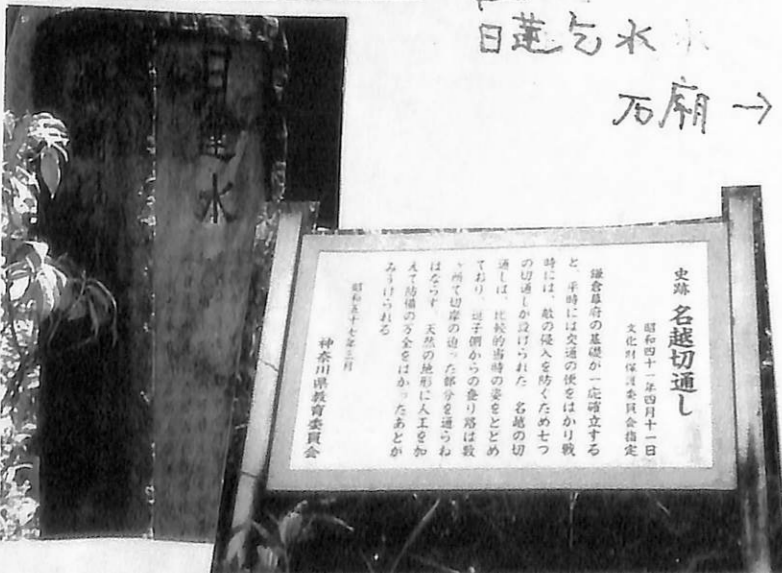 日蓮乞水
石廟→
日蓮水
史跡 名越切通し
昭和四十一年四月十一日
文化財保護委員会指定
鎌倉幕府の基礎が一応確立する
と、平時には交通の便をはかり戦
時には、敵の侵入を防ぐため七つ
の切通しが設けられた 名越の切
通しは、比較的当時の姿をとどめ
ており、逗子側からの登り路は数
ヶ所で切岸の迫った部分を通らね
ばならず、天然の地形に人工を加
えて防備の万全をはかったあとが
みうけられる
昭和五十七年三月
神奈川県教育委員会